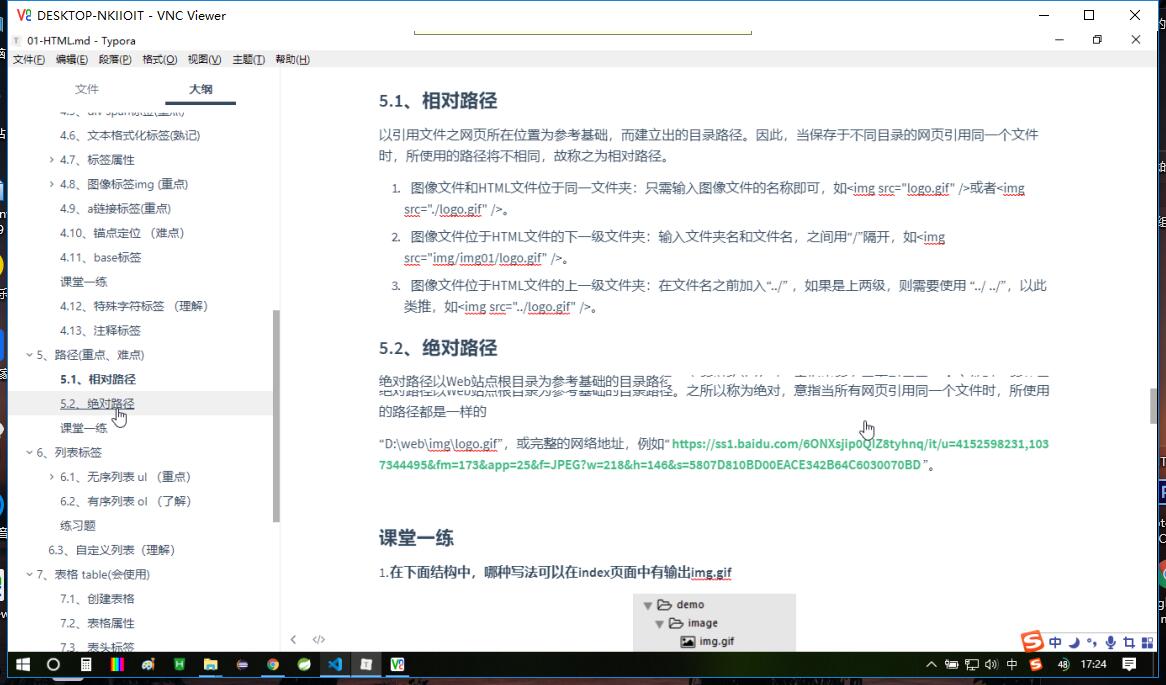 DESKTOP-NKIIOIT - VNC Viewer
01-HTML.md - Typora
文件(F) 编辑(E) 段落(P) 格式(O) 视图(V) 主题(T) 帮助(H)
文件 大纲
4.6、文本格式化标签(熟记)
4.7、标签属性
4.8、图像标签img (重点)
4.9、a链接标签(重点)
4.10、锚点定位 （难点）
4.11、base标签
课堂一练
4.12、特殊字符标签 （理解）
4.13、注释标签
5、路径(重点、难点)
5.1、相对路径
5.2、绝对路径
课堂一练
6、列表标签
6.1、无序列表 ul （重点）
6.2、有序列表 ol （了解）
练习题
6.3、自定义列表（理解）
7、表格 table(会使用)
7.1、创建表格
7.2、表格属性
7.3、表头标签
5.1、相对路径
以引用文件之网页所在位置为参考基础，而建立出的目录路径。因此，当保存于不同目录的网页引用同一个文件
时，所使用的路径将不相同，故称之为相对路径。
1. 图像文件和HTML文件位于同一文件夹：只需输入图像文件的名称即可，如<img src="logo.gif" />或者<img
src="./logo.gif" />。
2. 图像文件位于HTML文件的下一级文件夹：输入文件夹名和文件名，之间用“/”隔开，如<img
src="img/img01/logo.gif" />。
3. 图像文件位于HTML文件的上一级文件夹：在文件名之前加入“../” ，如果是上两级，则需要使用 “../ ../”，以此
类推，如<img src="../logo.gif" />。
5.2、绝对路径
绝对路径以Web站点根目录为参考基础的目录路径
绝对路径以Web站点根目录为参考基础的目录路径。之所以称为绝对，意指当所有网页引用同一个文件时，所使用
的路径都是一样的
“D:\web\img\logo.gif”，或完整的网络地址，例如“https://ss1.baidu.com/6ONXsjip0QIZ8tyhnq/it/u=4152598231,103
7344495&fm=173&app=25&f=JPEG?w=218&h=146&s=5807D810BD00EACE342B64C6030070BD”。
课堂一练
1.在下面结构中，哪种写法可以在index页面中有输出img.gif
demo
image
img.gif
中
中 48 17:24